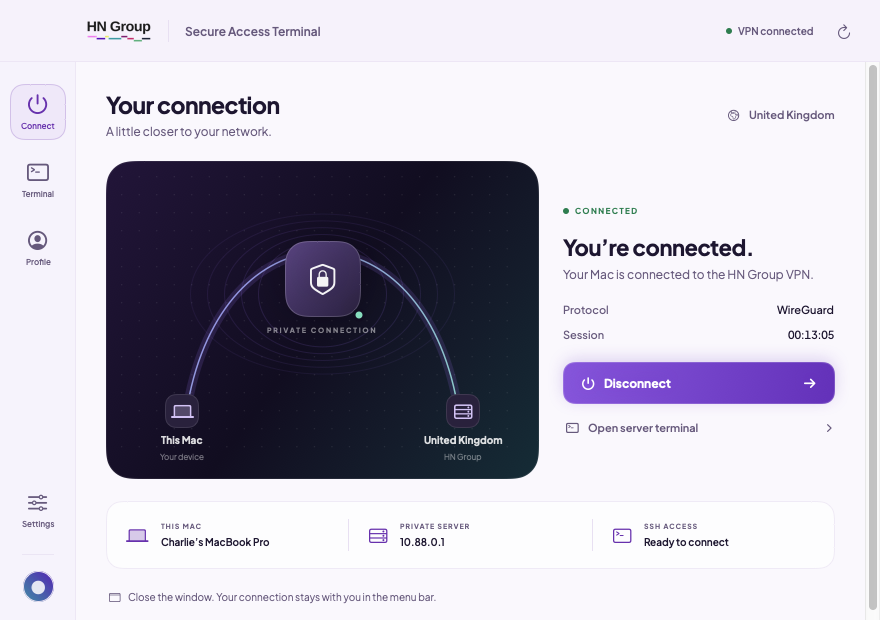 HN Group
Secure Access Terminal
VPN connected
Connect
Terminal
Profile
Settings
Your connection
A little closer to your network.
United Kingdom
PRIVATE CONNECTION
This Mac
Your device
United Kingdom
HN Group
CONNECTED
You're connected.
Your Mac is connected to the HN Group VPN.
Protocol WireGuard
Session 00:13:05
Disconnect
Open server terminal
THIS MAC
Charlie's MacBook Pro
PRIVATE SERVER
10.88.0.1
SSH ACCESS
Ready to connect
Close the window. Your connection stays with you in the menu bar.